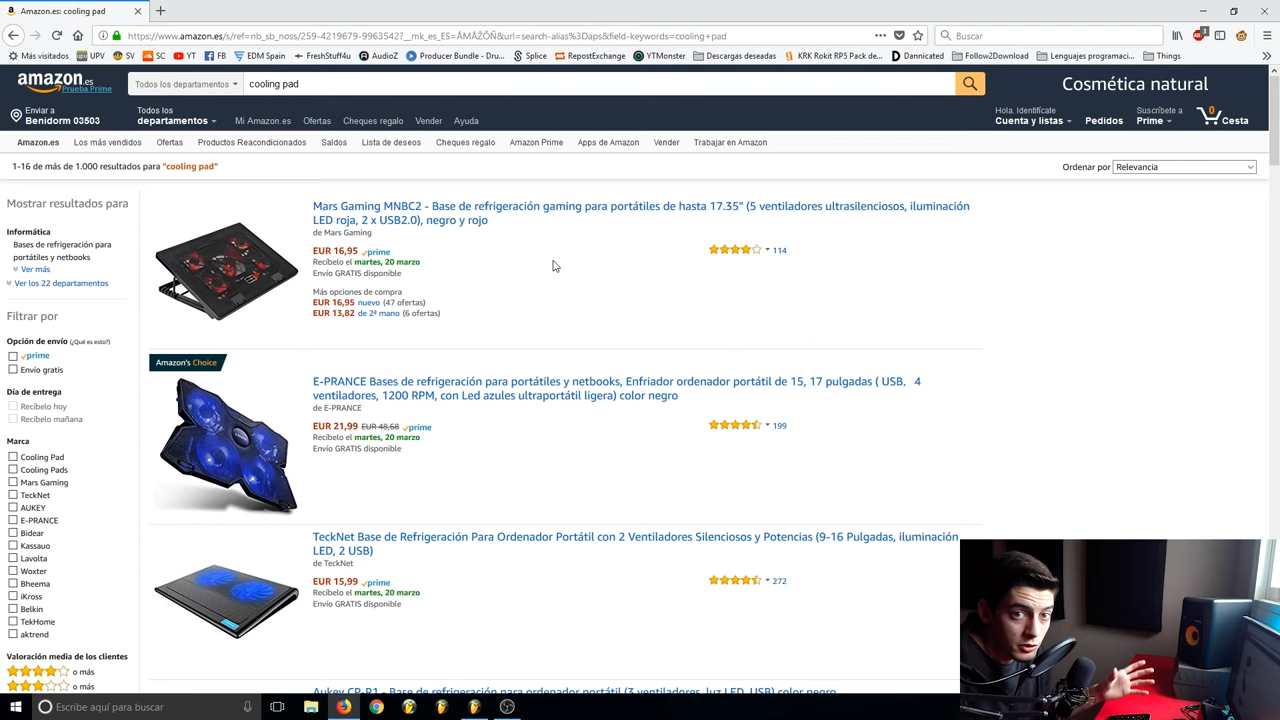 Amazon.es: cooling pad
https://www.amazon.es/s/ref=nb_sb_noss/259-4219679-9963542?__mk_es_ES=ÅMÅŽÕÑ&url=search-alias%3Daps&field-keywords=cooling+pad
Buscar
Más visitados UPV SV SC YT FB EDM Spain FreshStuff4u AudioZ Producer Bundle - Dru... Splice RepostExchange YTMonster Descargas deseadas KRK Rokit RP5 Pack de... Dannicated Follow2Download Lenguajes programaci... Things
amazon.es
Prueba Prime
Todos los departamentos
cooling pad
Cosmética natural
Enviar a
Benidorm 03503
Todos los
departamentos
Mi Amazon.es Ofertas Cheques regalo Vender Ayuda
Hola. Identifícate
Cuenta y listas
Pedidos
Suscríbete a
Prime
0
Cesta
Amazon.es Los más vendidos Ofertas Productos Reacondicionados Saldos Lista de deseos Cheques regalo Amazon Prime Apps de Amazon Vender Trabajar en Amazon
1-16 de más de 1.000 resultados para "cooling pad"
Ordenar por Relevancia
Mostrar resultados para
Informática
Bases de refrigeración para
portátiles y netbooks
Ver más
Ver los 22 departamentos
Filtrar por
Opción de envío (¿Qué es esto?)
prime
Envío gratis
Día de entrega
Recíbelo hoy
Recíbelo mañana
Marca
Cooling Pad
Cooling Pads
Mars Gaming
TeckNet
AUKEY
E-PRANCE
Bidear
Kassauo
Lavolta
Woxter
Bheema
iKross
Belkin
TekHome
aktrend
Valoración media de los clientes
o más
o más
Mars Gaming MNBC2 - Base de refrigeración gaming para portátiles de hasta 17.35" (5 ventiladores ultrasilenciosos, iluminación
LED roja, 2 x USB2.0), negro y rojo
de Mars Gaming
EUR 16,95 prime
Recíbelo el martes, 20 marzo
Envío GRATIS disponible
Más opciones de compra
EUR 16,95 nuevo (47 ofertas)
EUR 13,82 de 2ª mano (6 ofertas)
114
Amazon's Choice
E-PRANCE Bases de refrigeración para portátiles y netbooks, Enfriador ordenador portátil de 15, 17 pulgadas ( USB, 4
ventiladores, 1200 RPM, con Led azules ultraportátil ligera) color negro
de E-PRANCE
EUR 21,99 EUR 48,68 prime
Recíbelo el martes, 20 marzo
Envío GRATIS disponible
199
TeckNet Base de Refrigeración Para Ordenador Portátil con 2 Ventiladores Silenciosos y Potencias (9-16 Pulgadas, iluminación
LED, 2 USB)
de TeckNet
EUR 15,99 prime
Recíbelo el martes, 20 marzo
Envío GRATIS disponible
272
Aukey CP-R1 - Base de refrigeración para ordenador portátil (3 ventiladores, luz LED, USB) color negro
Escribe aquí para buscar